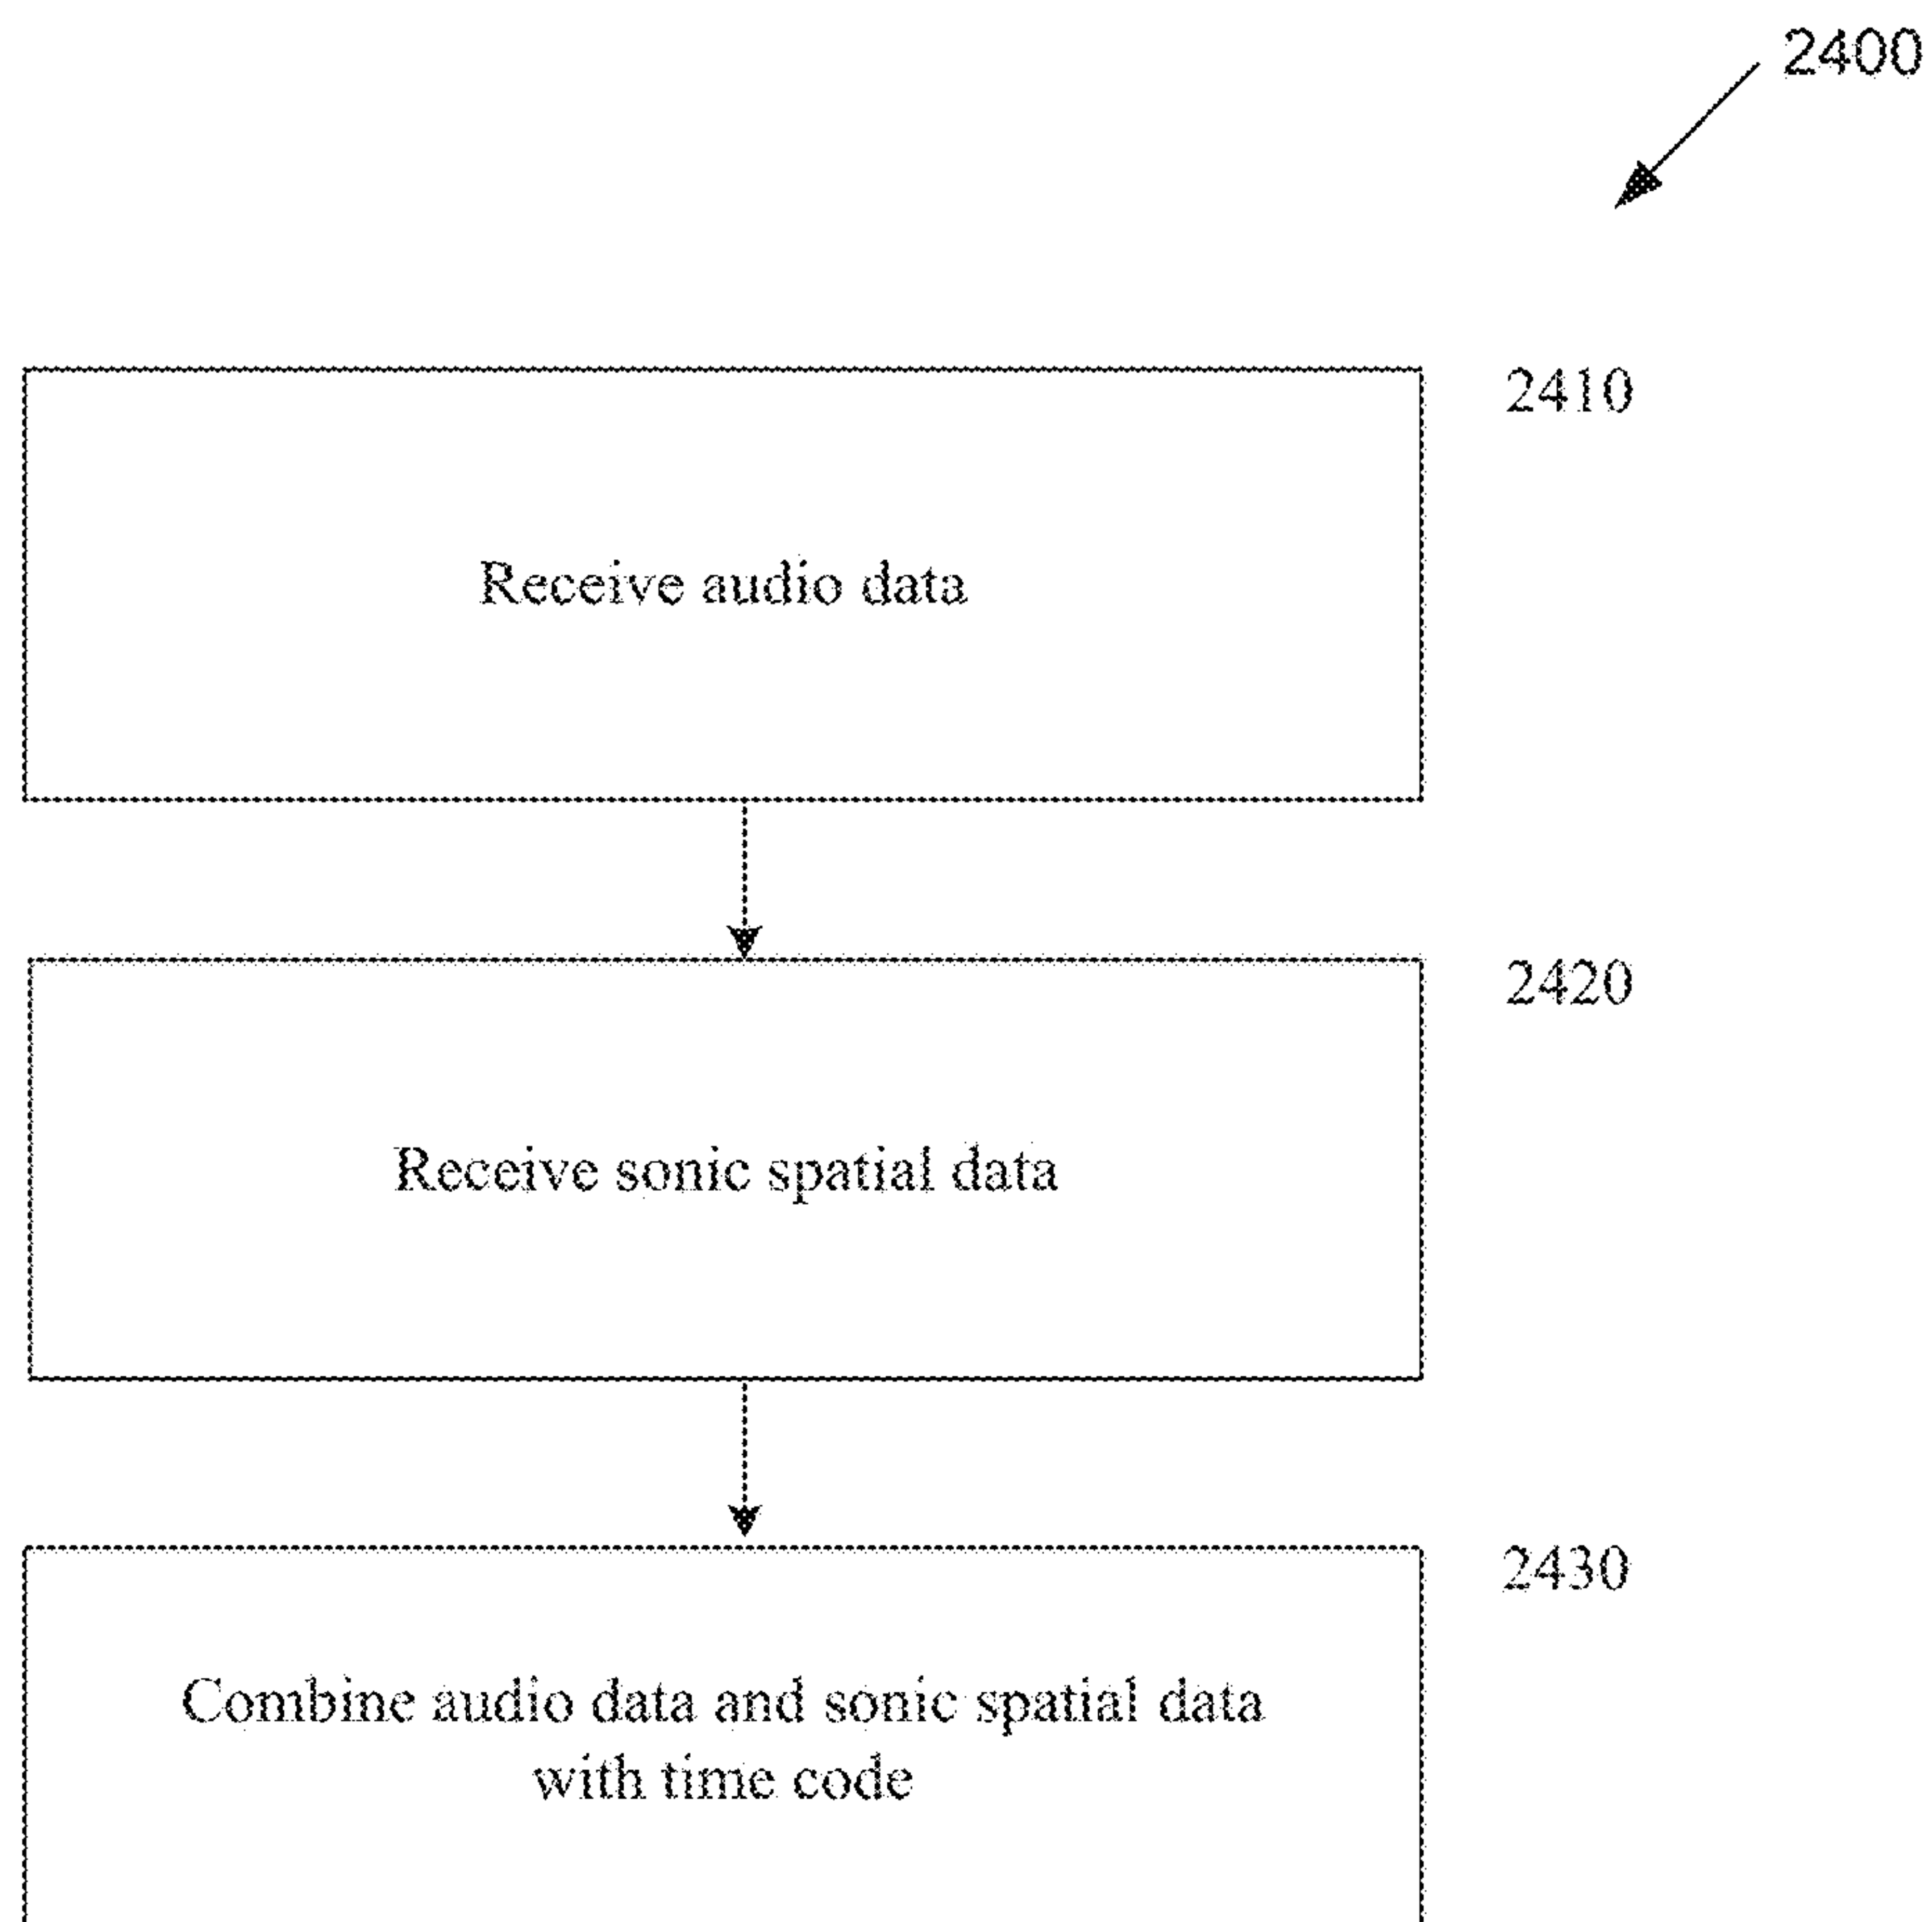 2400
2410
Receive audio data
2420
Receive sonic spatial data
2430
Combine audio data and sonic spatial data
with time code